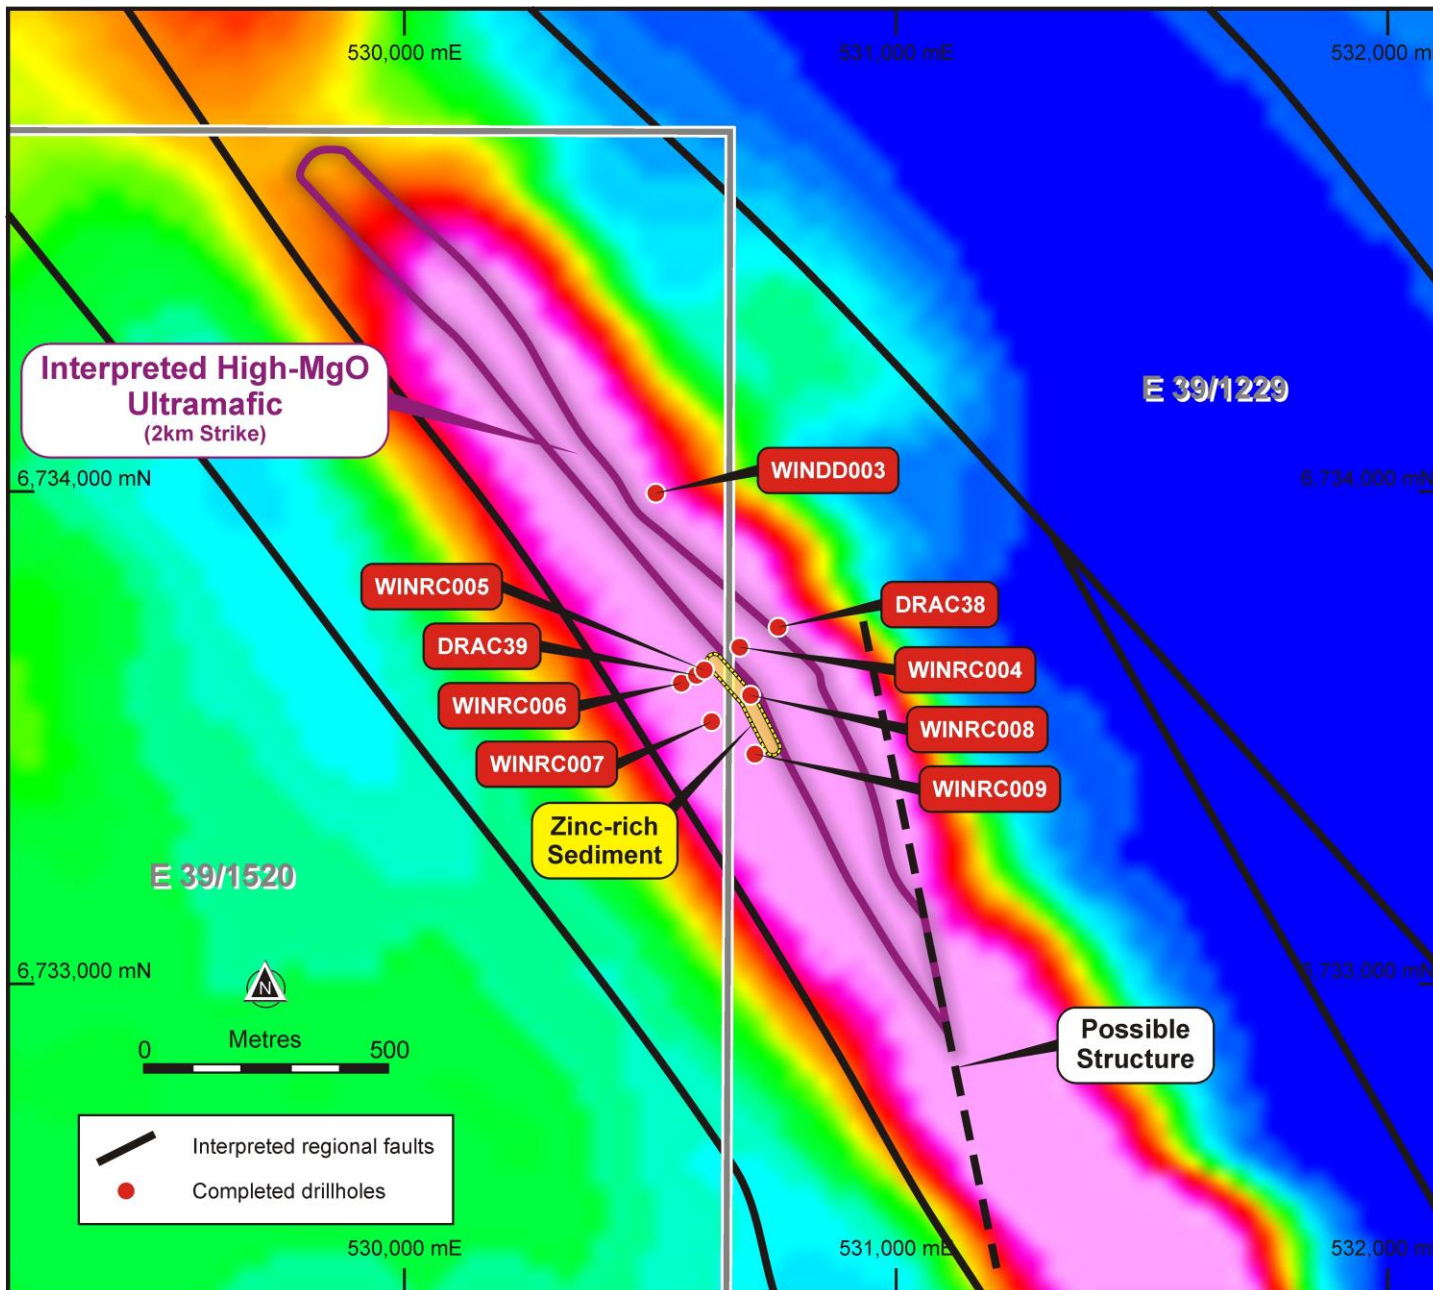 530,000 mE
531,000 mE
532,000 m
Interpreted High-MgO
Ultramafic
(2km Strike)
E 39/1229
6,734,000 mN
6,734,000 mN
WINDD003
WINRC005
DRAC38
DRAC39
WINRC004
WINRC006
WINRC008
WINRC007
WINRC009
Zinc-rich
Sediment
E 39/1520
6,733,000 mN
6,733,000 mN
N
Metres
0 500
Possible
Structure
Interpreted regional faults
Completed drillholes
530,000 mE
531,000 mE
532,000 m